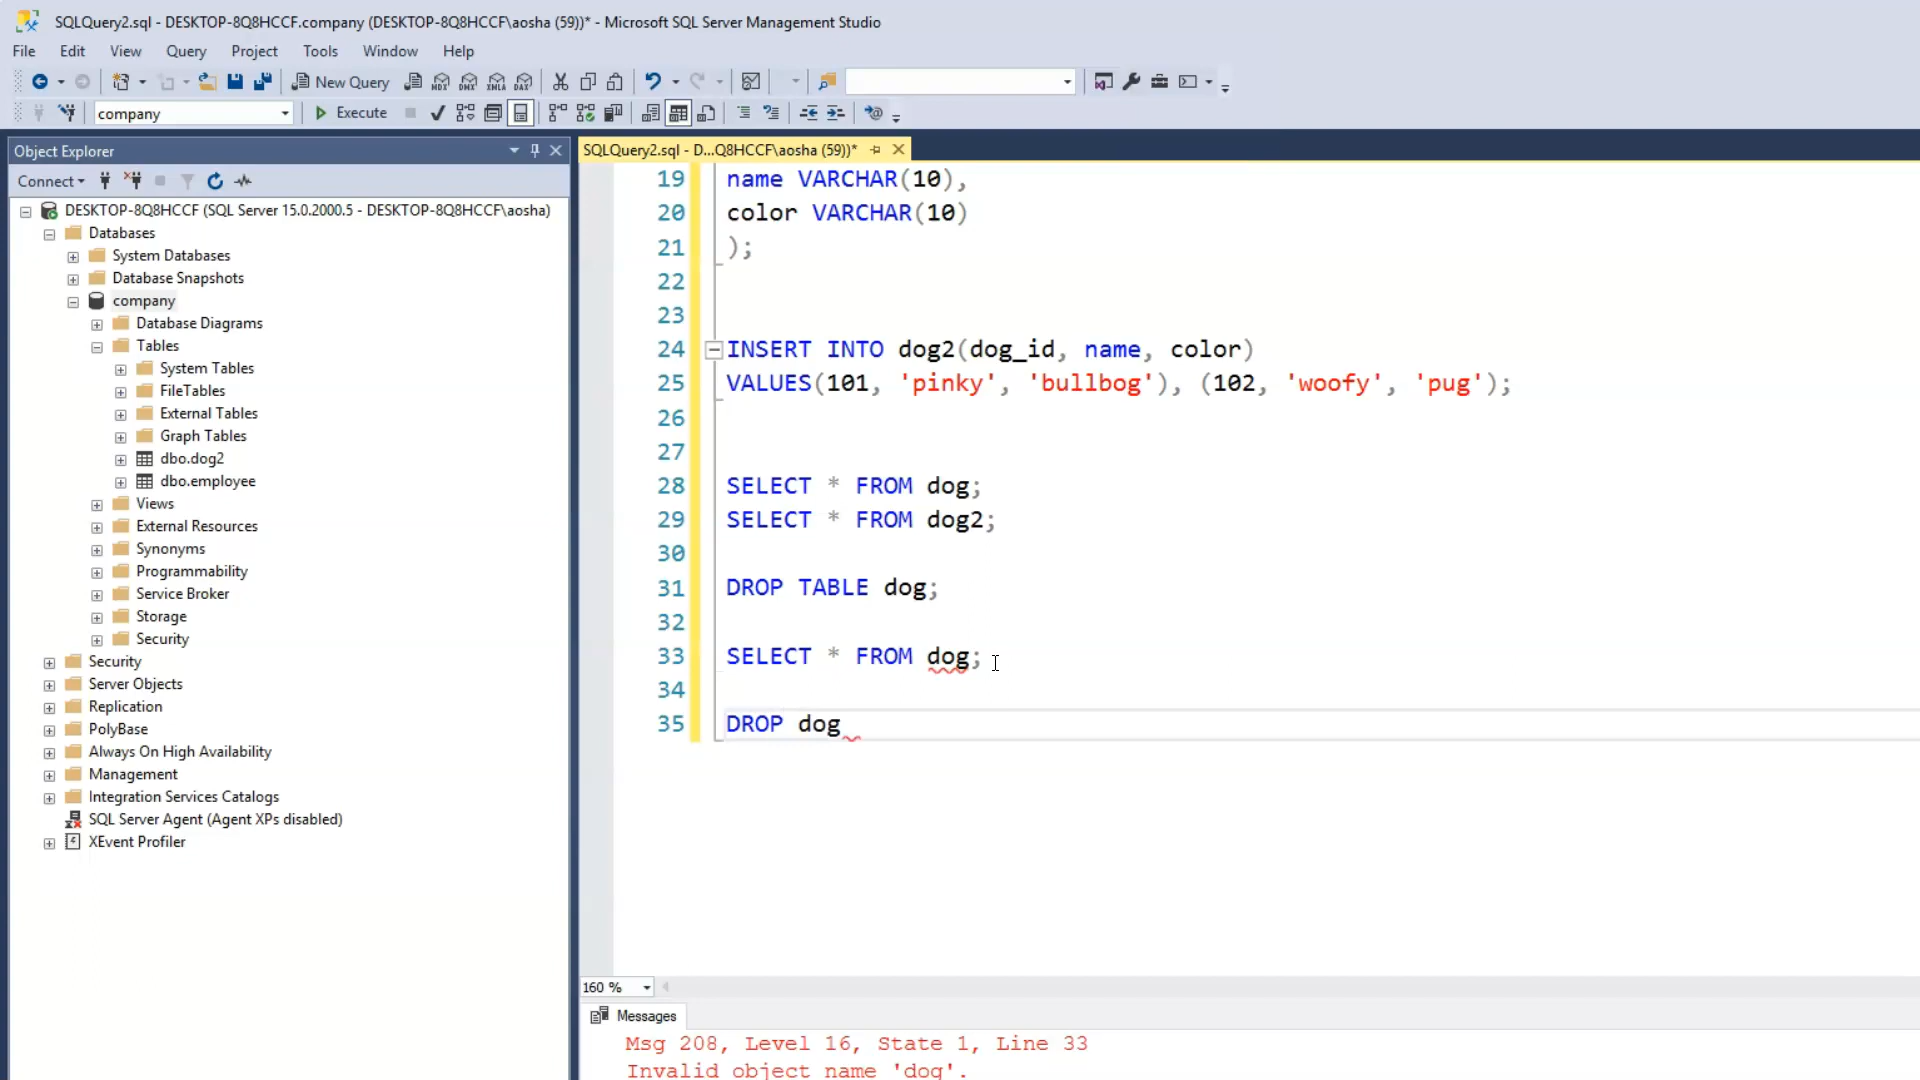 SQLQuery2.sql - DESKTOP-8Q8HCCF.company (DESKTOP-8Q8HCCF\aosha (59))* - Microsoft SQL Server Management Studio
File Edit View Query Project Tools Window Help
New Query MDX DMX XMLA DAX
company Execute
Object Explorer
Connect
DESKTOP-8Q8HCCF (SQL Server 15.0.2000.5 - DESKTOP-8Q8HCCF\aosha)
Databases
System Databases
Database Snapshots
company
Database Diagrams
Tables
System Tables
FileTables
External Tables
Graph Tables
dbo.dog2
dbo.employee
Views
External Resources
Synonyms
Programmability
Service Broker
Storage
Security
Security
Server Objects
Replication
PolyBase
Always On High Availability
Management
Integration Services Catalogs
SQL Server Agent (Agent XPs disabled)
XEvent Profiler
SQLQuery2.sql - D...Q8HCCF\aosha (59))*
19 name VARCHAR(10),
20 color VARCHAR(10)
21 );
22
23
24 INSERT INTO dog2(dog_id, name, color)
25 VALUES(101, 'pinky', 'bullbog'), (102, 'woofy', 'pug');
26
27
28 SELECT * FROM dog;
29 SELECT * FROM dog2;
30
31 DROP TABLE dog;
32
33 SELECT * FROM dog;
34
35 DROP dog
160 %
Messages
Msg 208, Level 16, State 1, Line 33
Invalid object name 'dog'.